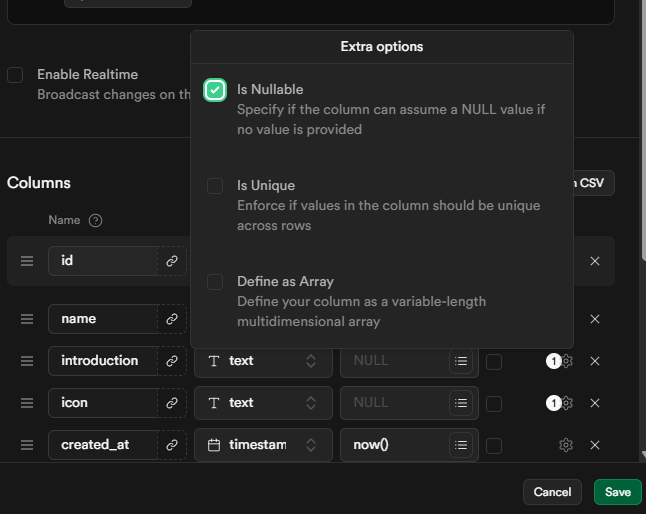 Extra options
Enable Realtime
Broadcast changes on th
Is Nullable
Specify if the column can assume a NULL value if
no value is provided
Columns
CSV
Is Unique
Enforce if values in the column should be unique
across rows
Name ?
id
Define as Array
Define your column as a variable-length
multidimensional array
name
introduction T text NULL 1
icon T text NULL 1
created_at timestam now()
Cancel Save